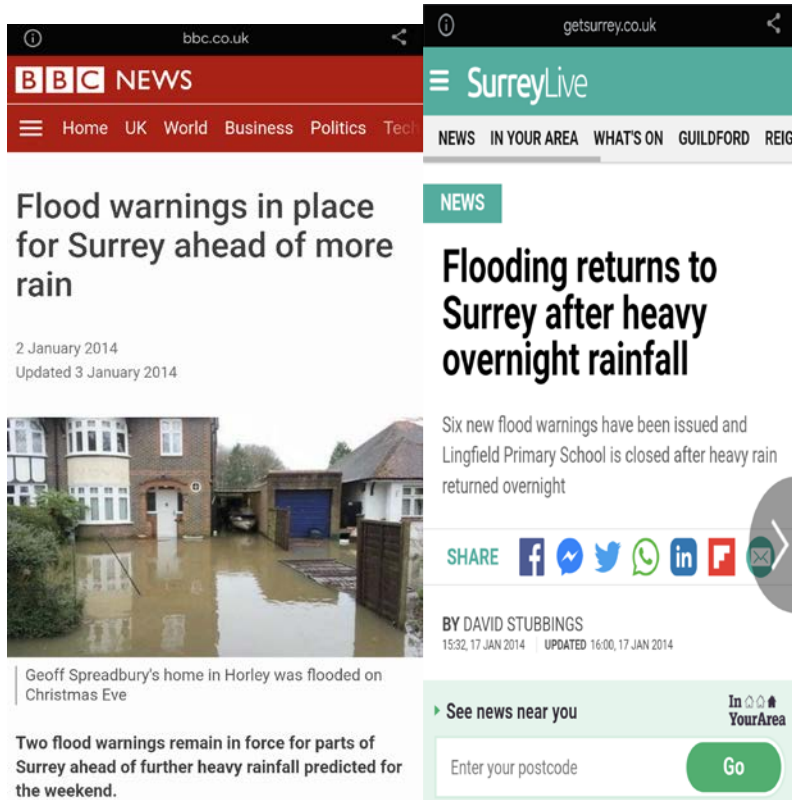 bbc.co.uk
BBC NEWS
Home UK World Business Politics Tech
Flood warnings in place
for Surrey ahead of more
rain
2 January 2014
Updated 3 January 2014
Geoff Spreadbury's home in Horley was flooded on
Christmas Eve
Two flood warnings remain in force for parts of
Surrey ahead of further heavy rainfall predicted for
the weekend.
getsurrey.co.uk
SurreyLive
NEWS IN YOUR AREA WHAT'S ON GUILDFORD REIG
NEWS
Flooding returns to
Surrey after heavy
overnight rainfall
Six new flood warnings have been issued and
Lingfield Primary School is closed after heavy rain
returned overnight
SHARE
BY DAVID STUBBINGS
15:32, 17 JAN 2014 UPDATED 16:00, 17 JAN 2014
See news near you
In
YourArea
Enter your postcode
Go